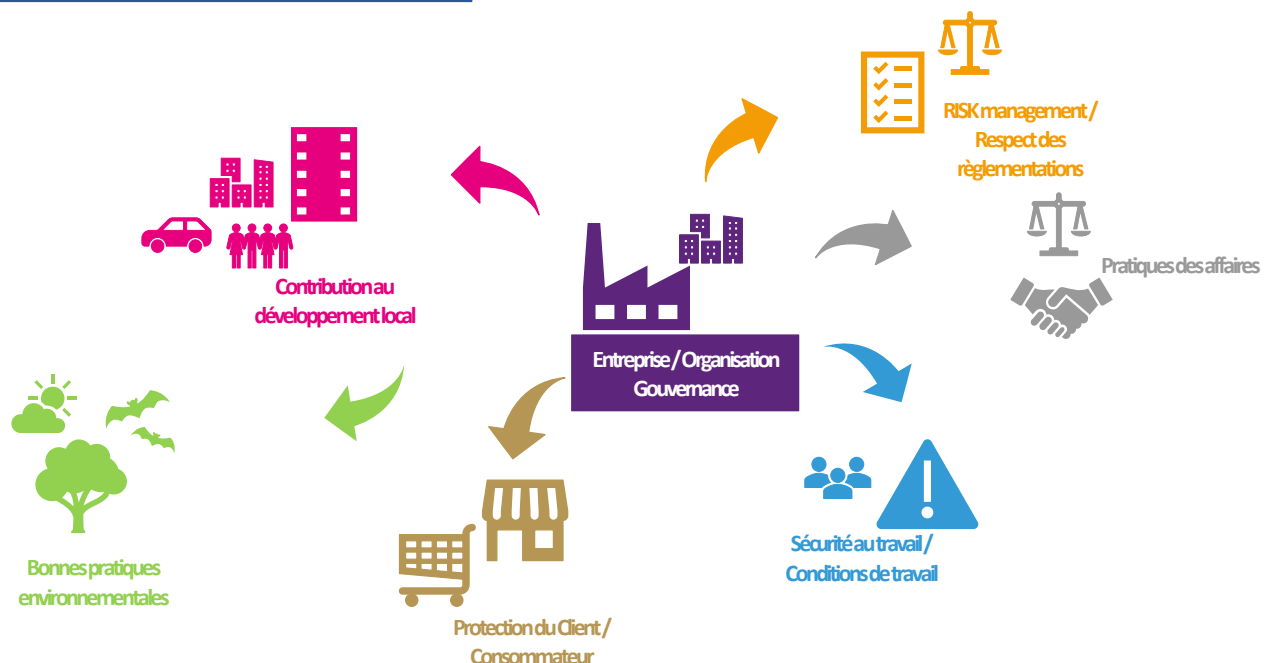 RISK management /
Respect des
règlementations
Pratiques des affaires
Contribution au
développement local
Entreprise / Organisation
Gouvernance
Sécurité au travail /
Conditions de travail
Bonnes pratiques
environnementales
Protection du Client /
Consommateur